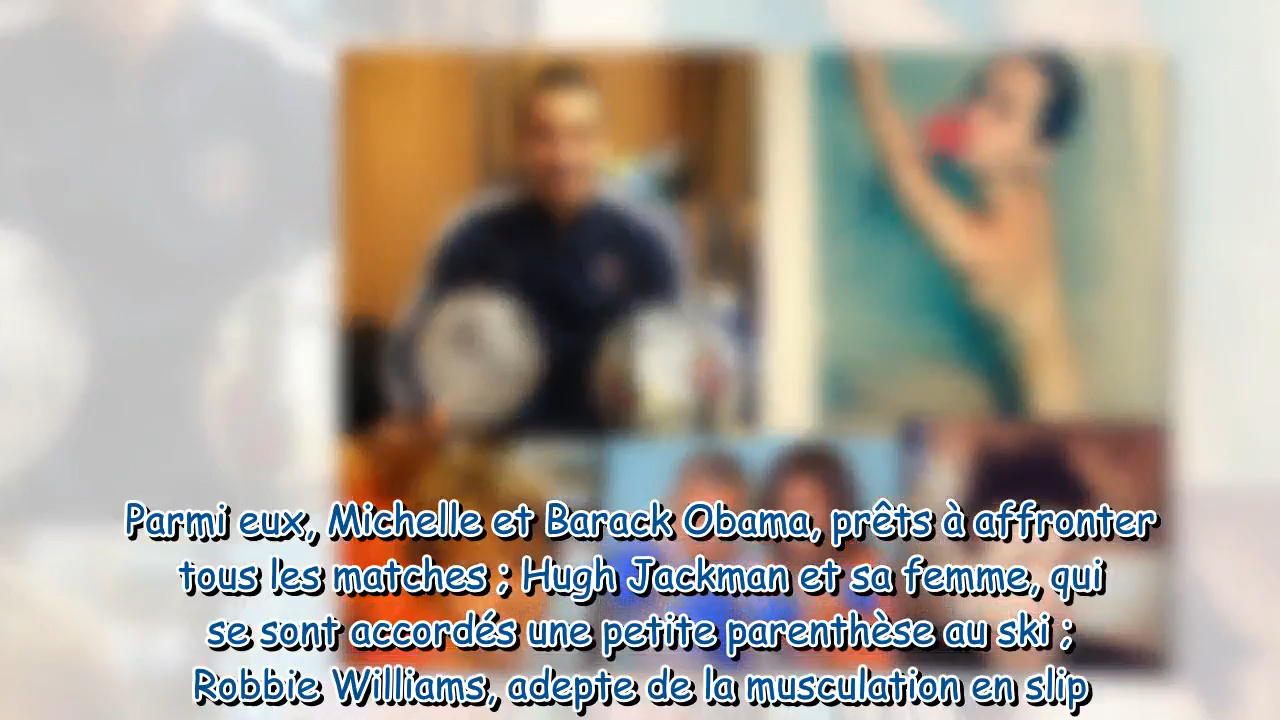 Parmi eux, Michelle et Barack Obama, prêts à affronter
tous les matches ; Hugh Jackman et sa femme, qui
se sont accordés une petite parenthèse au ski ;
Robbie Williams, adepte de la musculation en slip